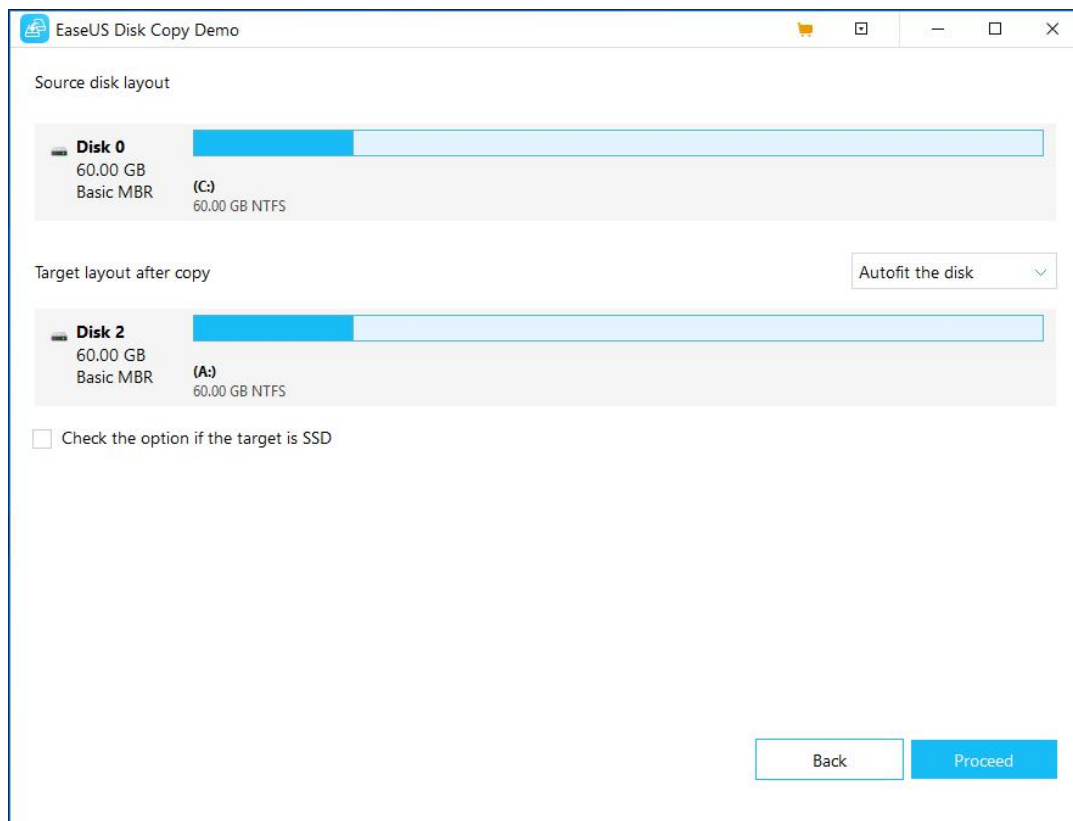 EaseUS Disk Copy Demo
Source disk layout
Disk 0
60.00 GB
Basic MBR
(C:)
60.00 GB NTFS
Target layout after copy
Autofit the disk
Disk 2
60.00 GB
Basic MBR
(A:)
60.00 GB NTFS
Check the option if the target is SSD
Back
Proceed